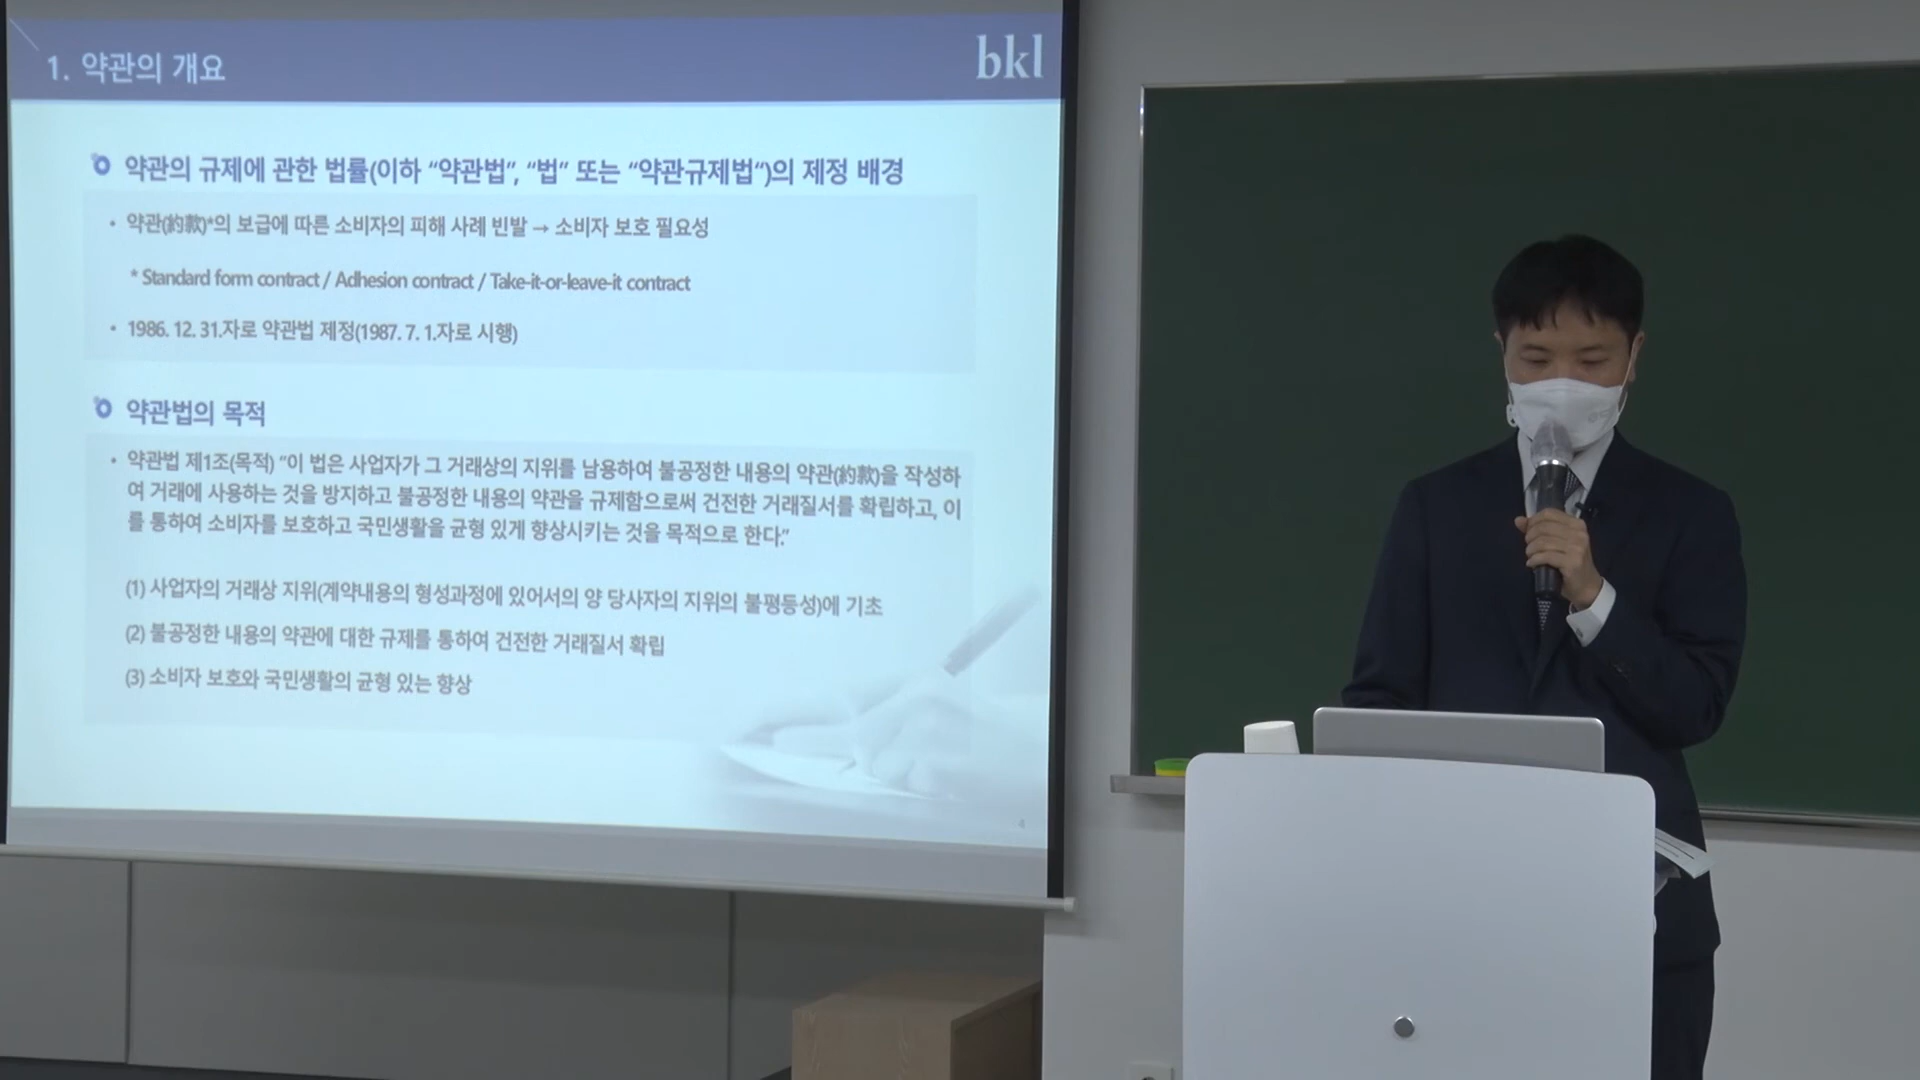 1. 약관의 개요
bkl
약관의 규제에 관한 법률(이하 “약관법”, “법” 또는 “약관규제법“)의 제정 배경
• 약관(約款)*의 보급에 따른 소비자의 피해 사례 빈발 → 소비자 보호 필요성
* Standard form contract / Adhesion contract / Take-it-or-leave-it contract
• 1986. 12. 31.자로 약관법 제정(1987. 7. 1.자로 시행)
약관법의 목적
• 약관법 제1조(목적) “이 법은 사업자가 그 거래상의 지위를 남용하여 불공정한 내용의 약관(約款)을 작성하
여 거래에 사용하는 것을 방지하고 불공정한 내용의 약관을 규제함으로써 건전한 거래질서를 확립하고, 이
를 통하여 소비자를 보호하고 국민생활을 균형 있게 향상시키는 것을 목적으로 한다.”
(1) 사업자의 거래상 지위(계약내용의 형성과정에 있어서의 양 당사자의 지위의 불평등성)에 기초
(2) 불공정한 내용의 약관에 대한 규제를 통하여 건전한 거래질서 확립
(3) 소비자 보호와 국민생활의 균형 있는 향상
4